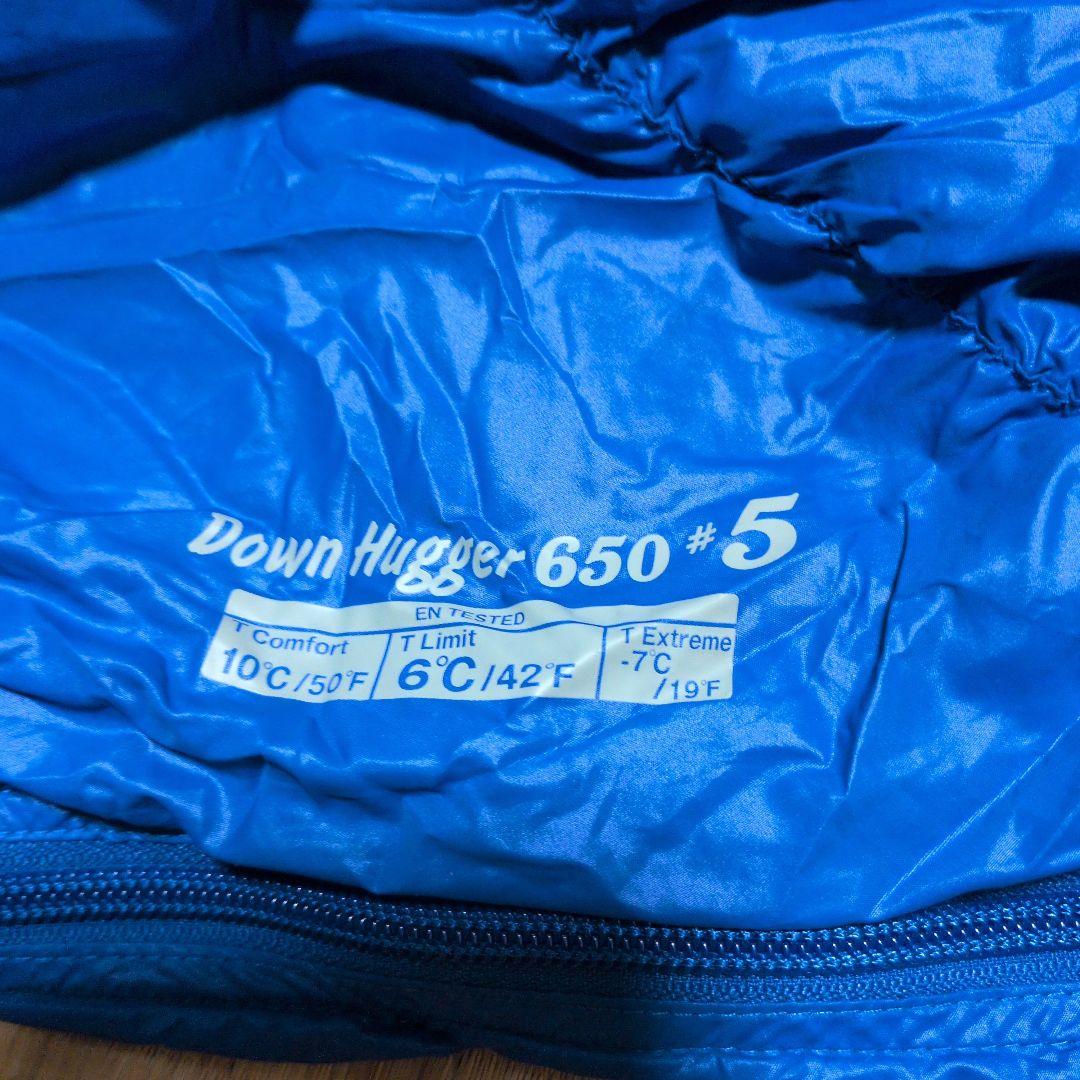 Down Hugger 650 #5
EN TESTED
T Comfort
10℃/50℉
T Limit
6℃/42℉
T Extreme
-7℃
/19℉